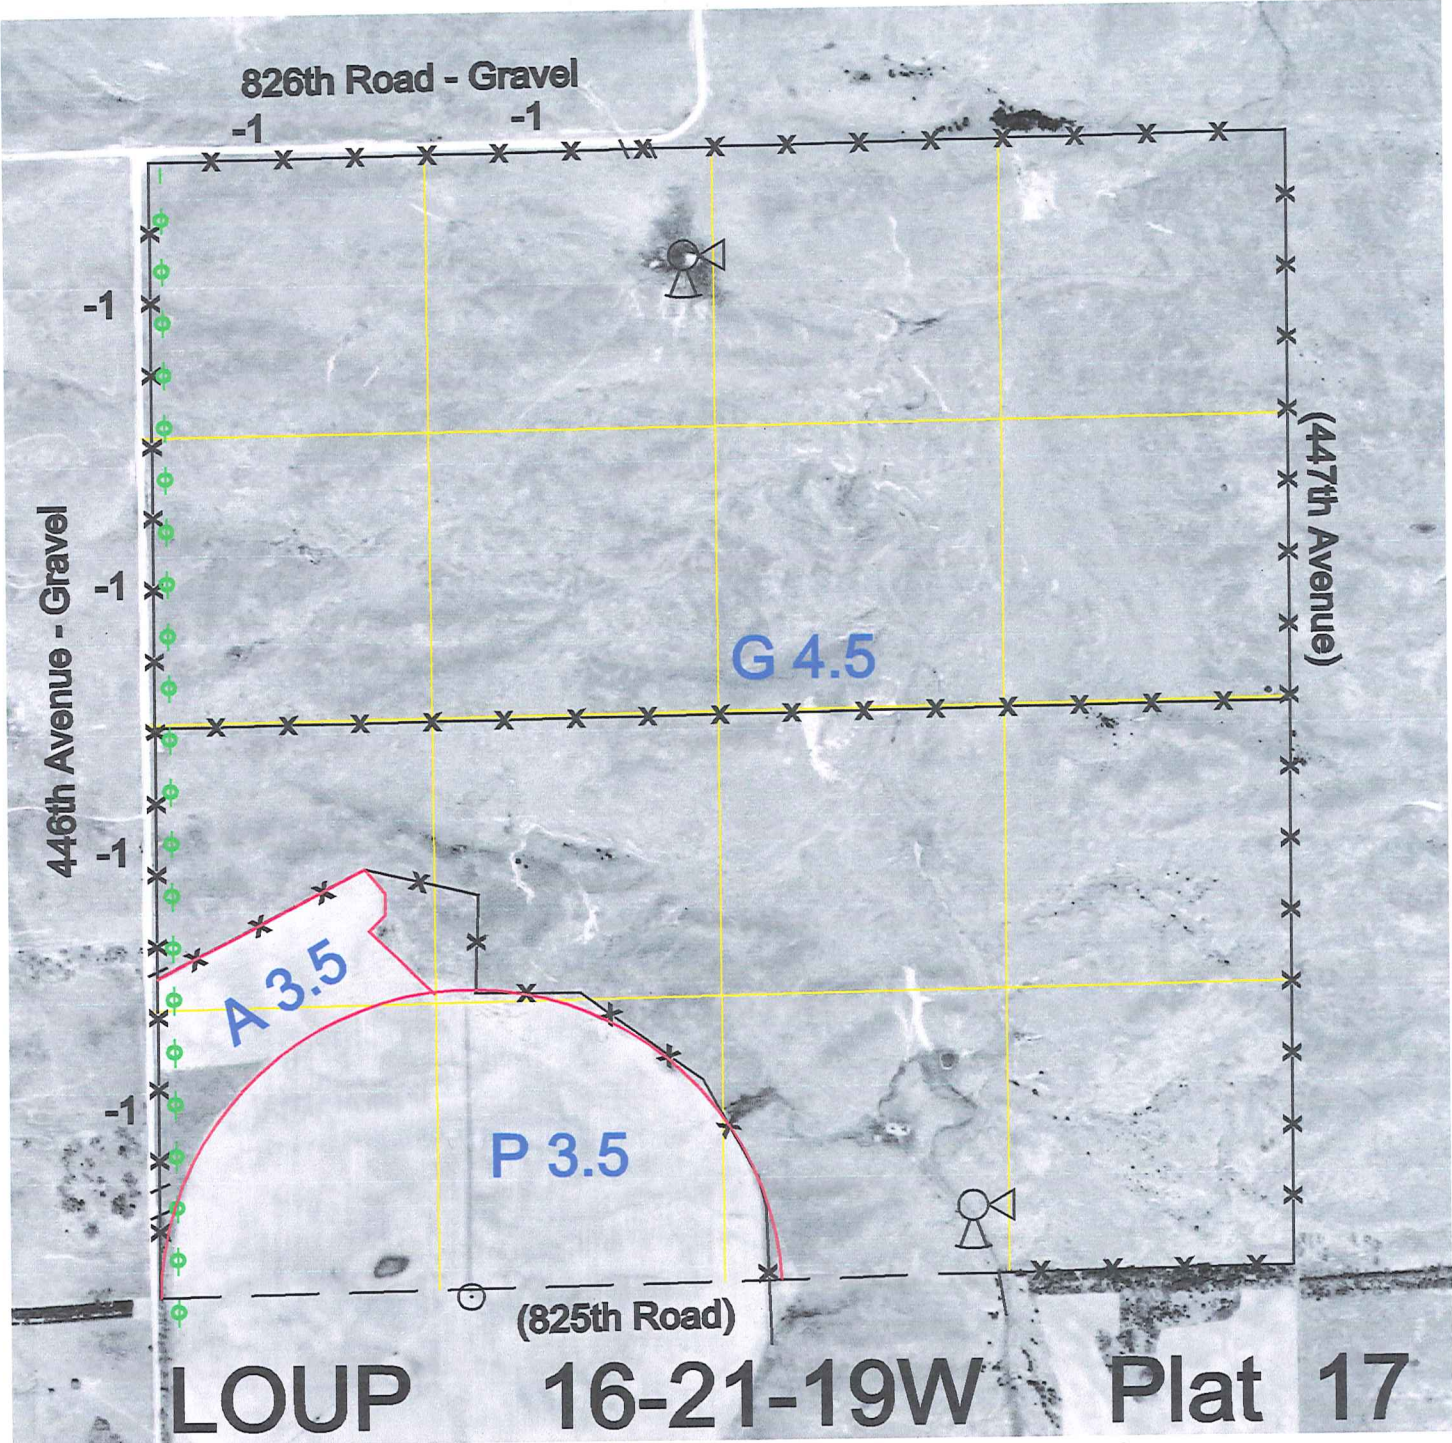 826th Road - Gravel
-1
-1
-1
446th Avenue - Gravel
-1
(447th Avenue)
G 4.5
-1
A 3.5
-1
P 3.5
(825th Road)
LOUP 16-21-19W Plat 17